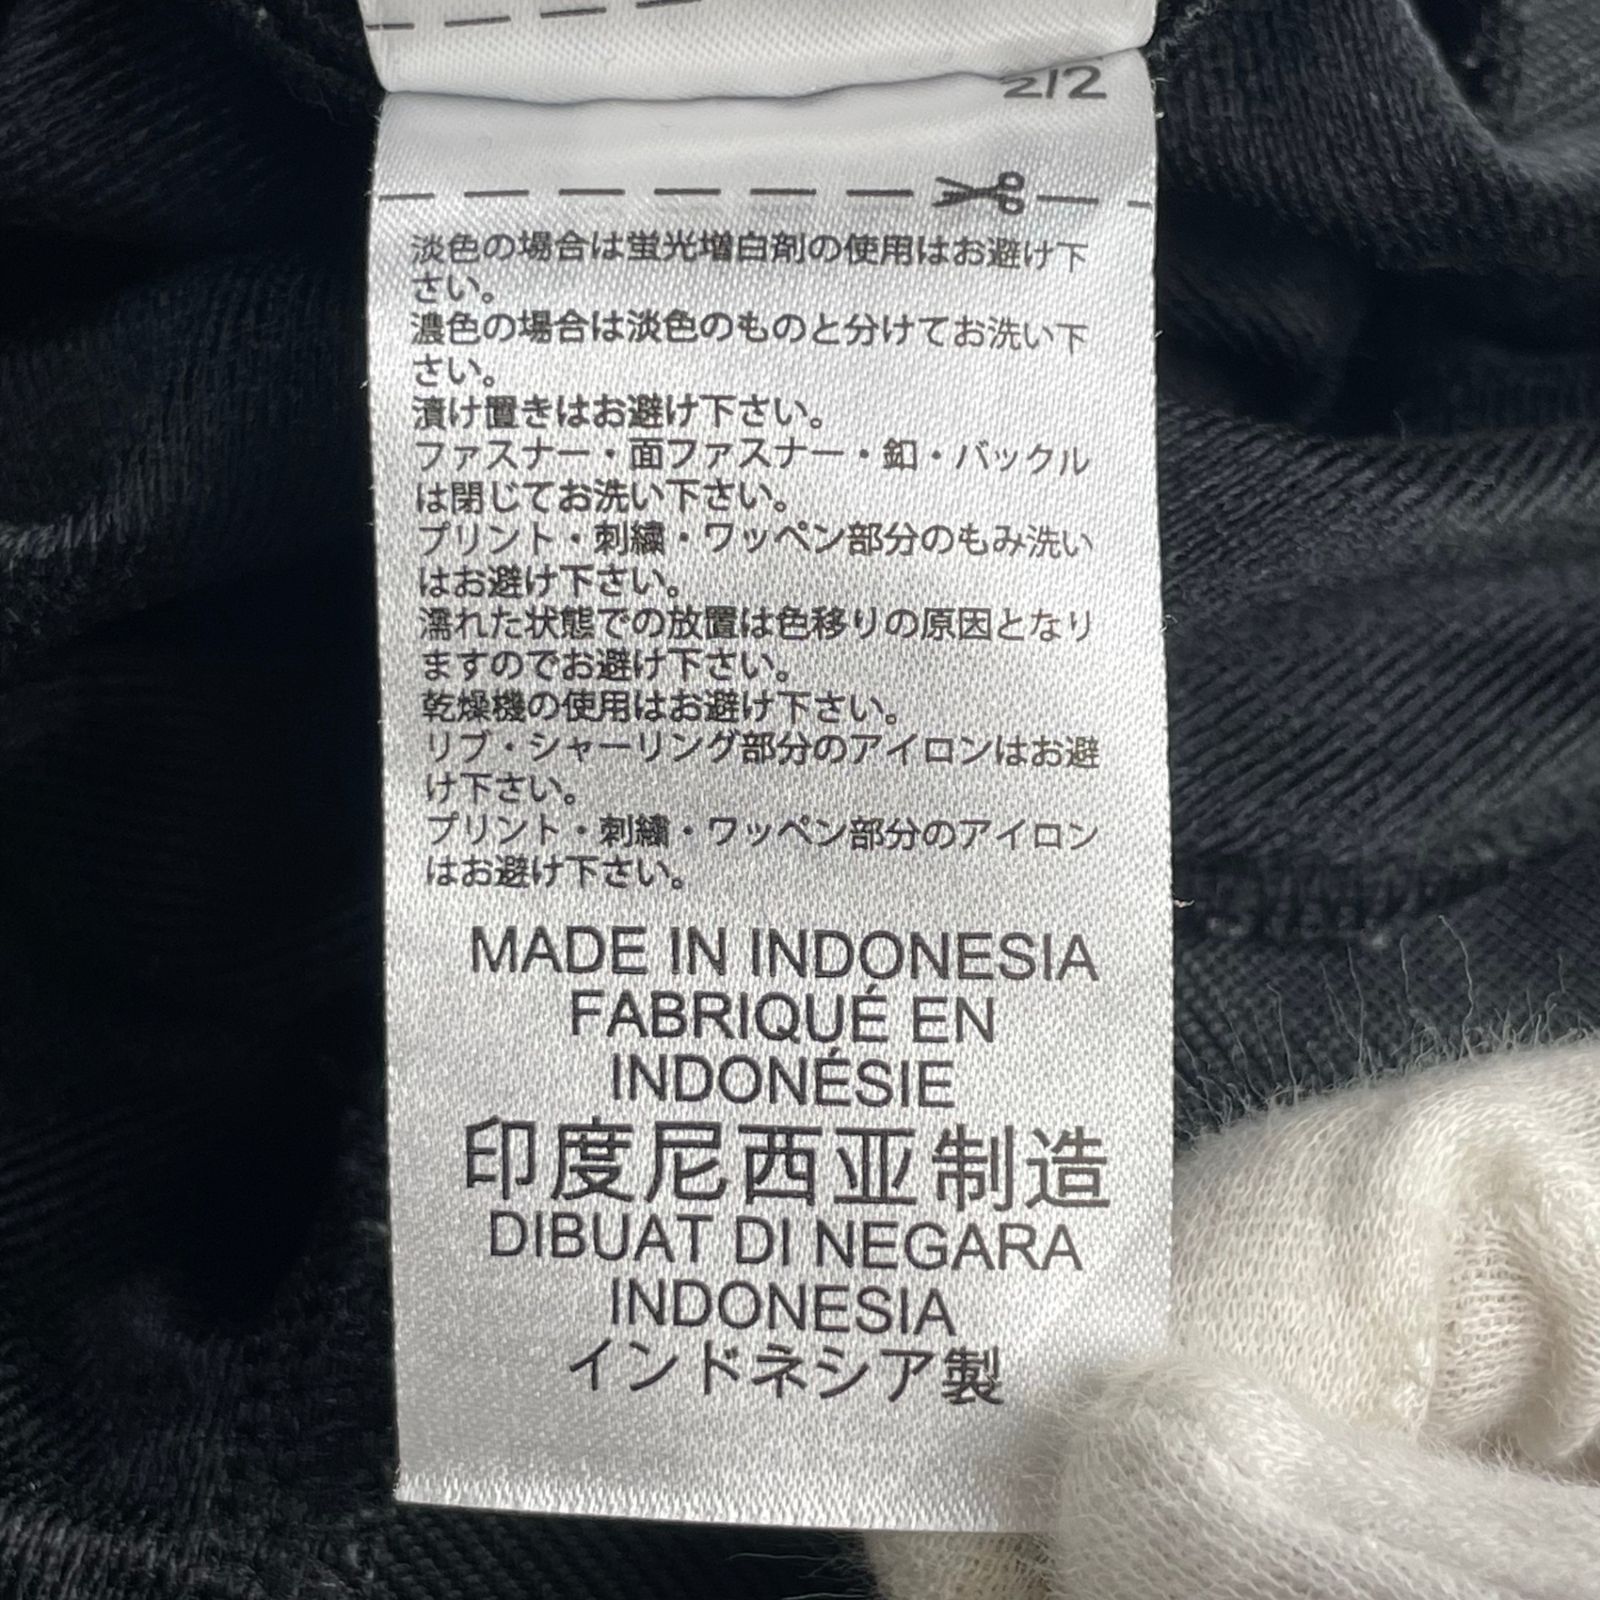 2/2
淡色の場合は蛍光増白剤の使用はお避け下
さい。
濃色の場合は淡色のものと分けてお洗い下
さい。
漬け置きはお避け下さい。
ファスナー・面ファスナー・釦・バックル
は閉じてお洗い下さい。
プリント・刺繍・ワッペン部分のもみ洗い
はお避け下さい。
濡れた状態での放置は色移りの原因となり
ますのでお避け下さい。
乾燥機の使用はお避け下さい。
リブ・シャーリング部分のアイロンはお避
け下さい。
プリント・刺繍・ワッペン部分のアイロン
はお避け下さい。
MADE IN INDONESIA
FABRIQUÉ EN
INDONÉSIE
印度尼西亚制造
DIBUAT DI NEGARA
INDONESIA
インドネシア製